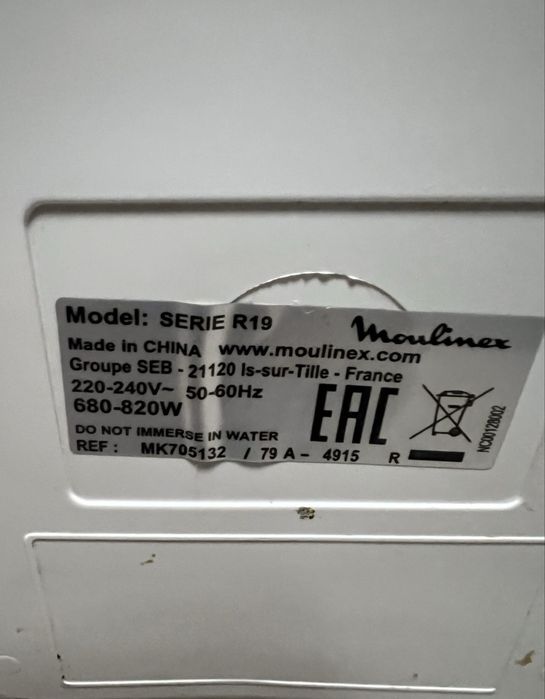 Model: SERIE R19
Moulinex
Made in CHINA www.moulinex.com
Groupe SEB - 21120 Is-sur-Tille - France
220-240V~ 50-60Hz
680-820W
EAC
DO NOT IMMERSE IN WATER
REF : MK705132 / 79 A - 4915 R
NC00128002